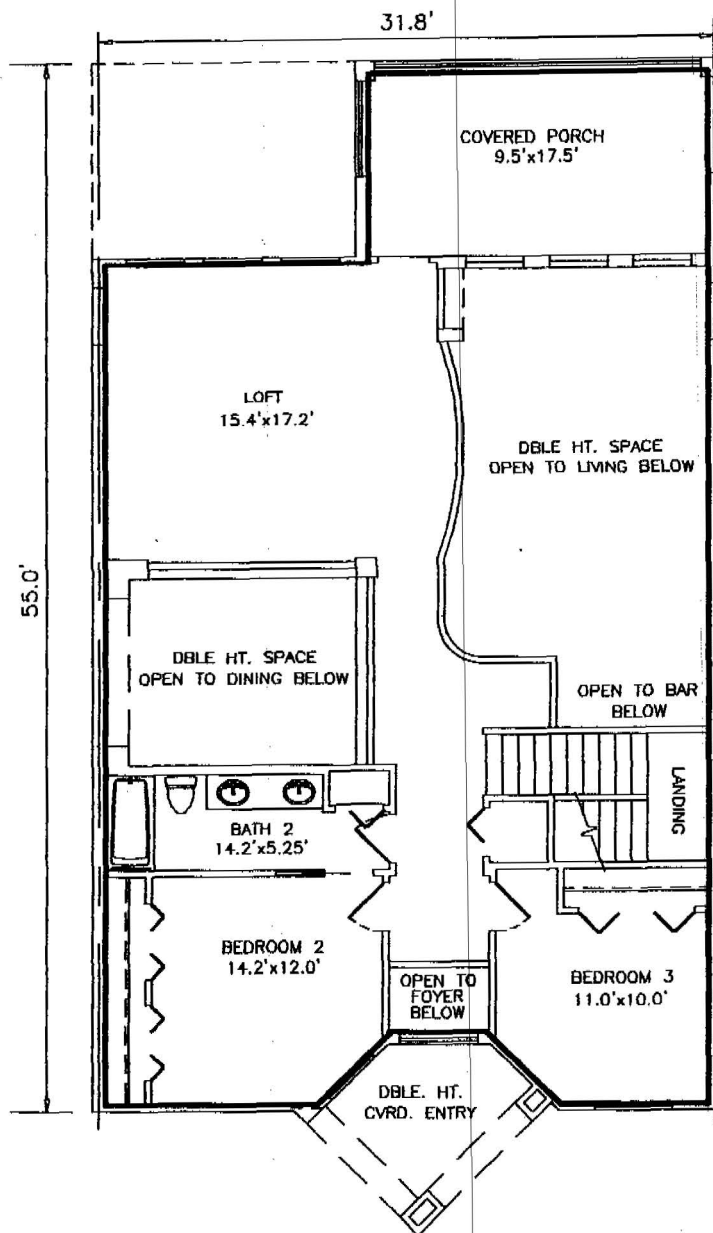 31.8'
COVERED PORCH
9.5'x17.5'
LOFT
15.4'x17.2'
DBLE HT. SPACE
OPEN TO LIVING BELOW
55.0'
DBLE HT. SPACE
OPEN TO DINING BELOW
OPEN TO BAR
BELOW
LANDING
BATH 2
14.2'x5.25'
BEDROOM 2
14.2'x12.0'
OPEN TO
FOYER
BELOW
BEDROOM 3
11.0'x10.0'
DBLE. HT.
CVRD. ENTRY